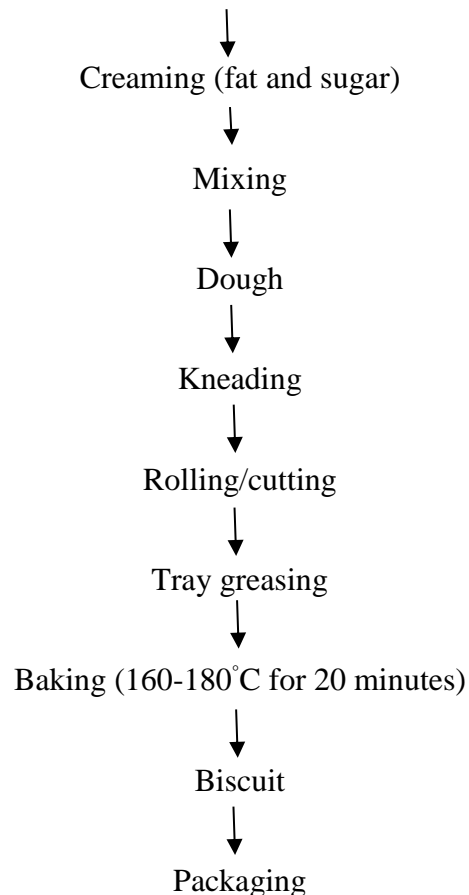 Creaming (fat and sugar)
Mixing
Dough
Kneading
Rolling/cutting
Tray greasing
Baking (160-180°C for 20 minutes)
Biscuit
Packaging